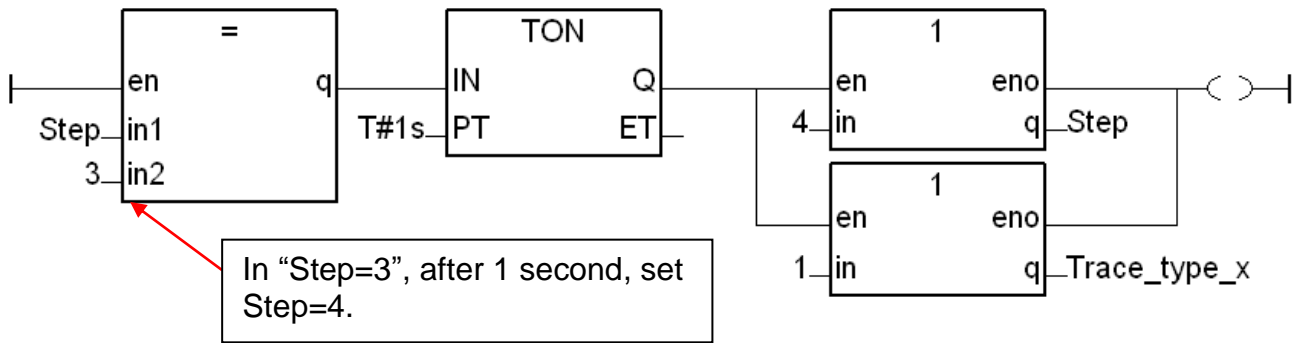 = TON 1
en q IN Q en eno
Step in1 T#1s PT ET 4 in q Step
3 in2
1
en eno
1 in q Trace_type_x
In “Step=3”, after 1 second, set
Step=4.